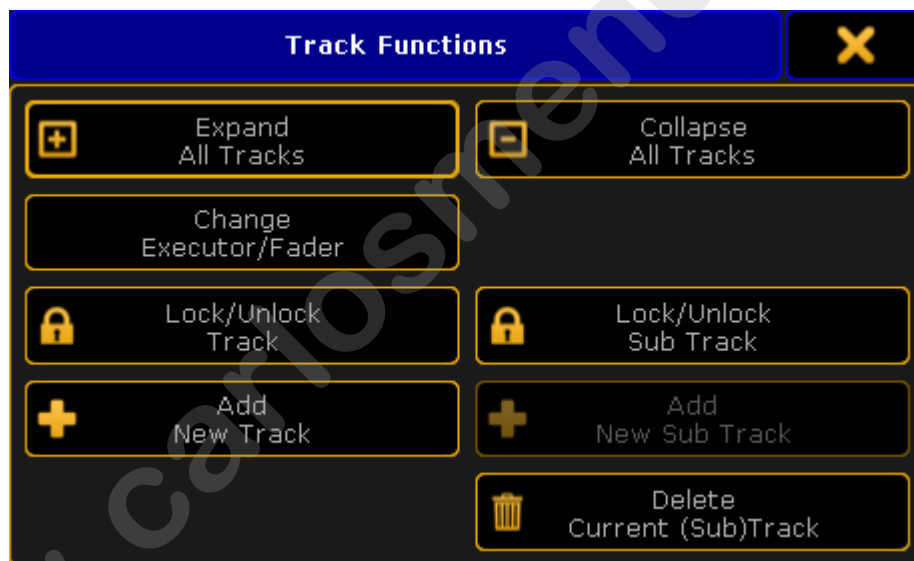 Track Functions
Expand
All Tracks
Collapse
All Tracks
Change
Executor/Fader
Lock/Unlock
Track
Lock/Unlock
Sub Track
Add
New Track
Add
New Sub Track
Delete
Current (Sub)Track